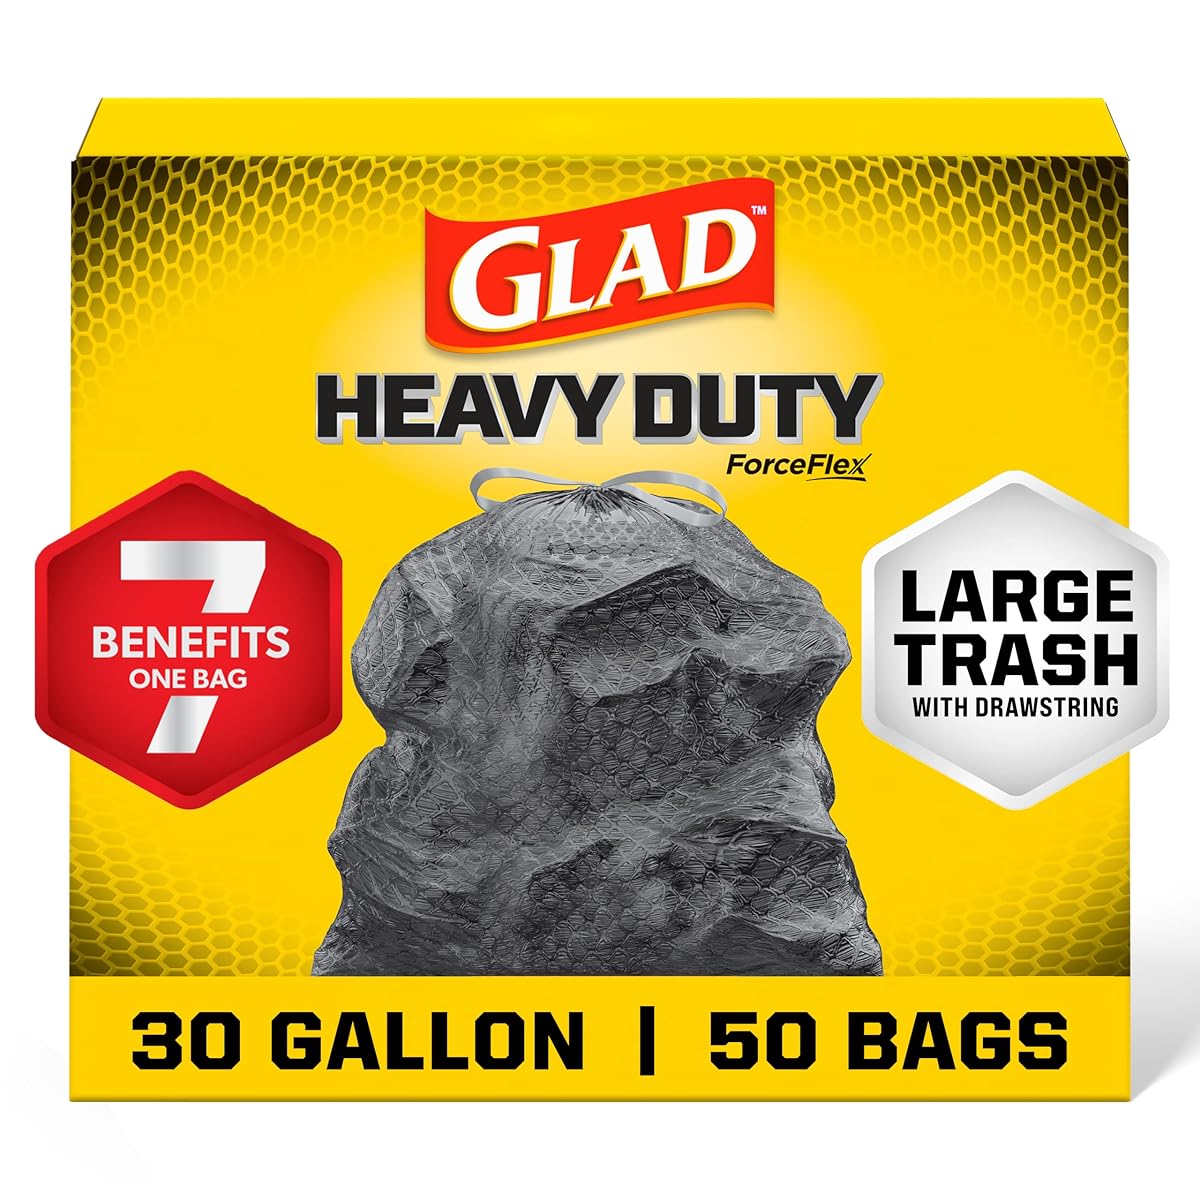 GLAD™
HEAVY DUTY
ForceFlex
7
BENEFITS
ONE BAG
LARGE
TRASH
WITH DRAWSTRING
30 GALLON | 50 BAGS